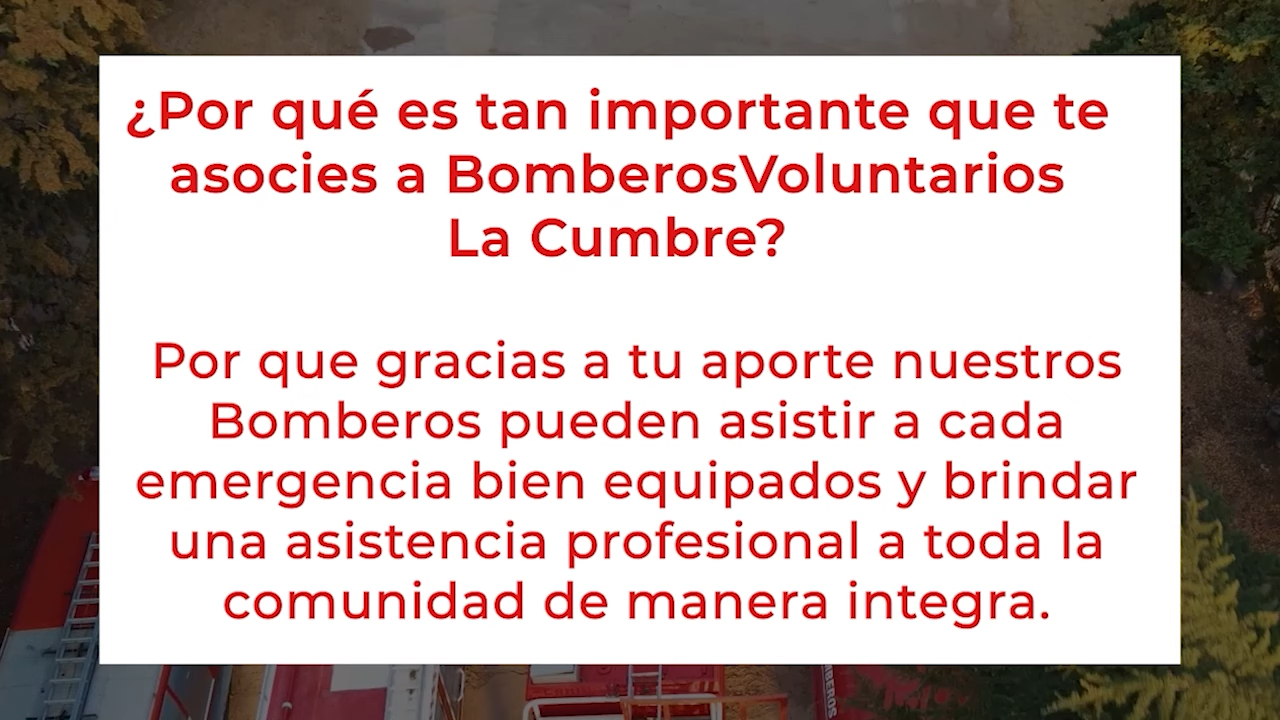 ¿Por qué es tan importante que te
asocies a BomberosVoluntarios
La Cumbre?
Por que gracias a tu aporte nuestros
Bomberos pueden asistir a cada
emergencia bien equipados y brindar
una asistencia profesional a toda la
comunidad de manera integra.